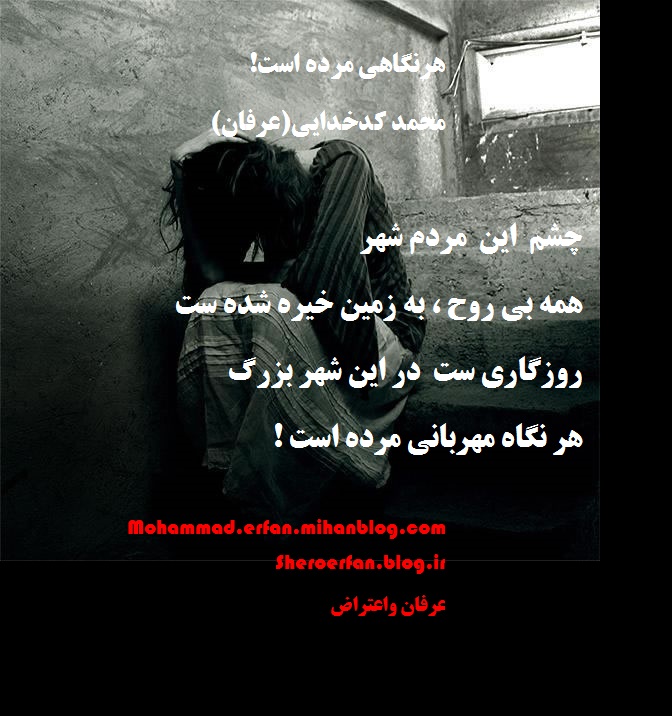 هرنگاهی مرده است!
محمد کدخدایی(عرفان)
چشم این مردم شهر
همه بی روح ، به زمین خیره شده ست
روزگاری ست در این شهر بزرگ
هر نگاه مهربانی مرده است !
Mohammad.erfan.mihanblog.com
Sheroerfan.blog.ir
عرفان واعتراض